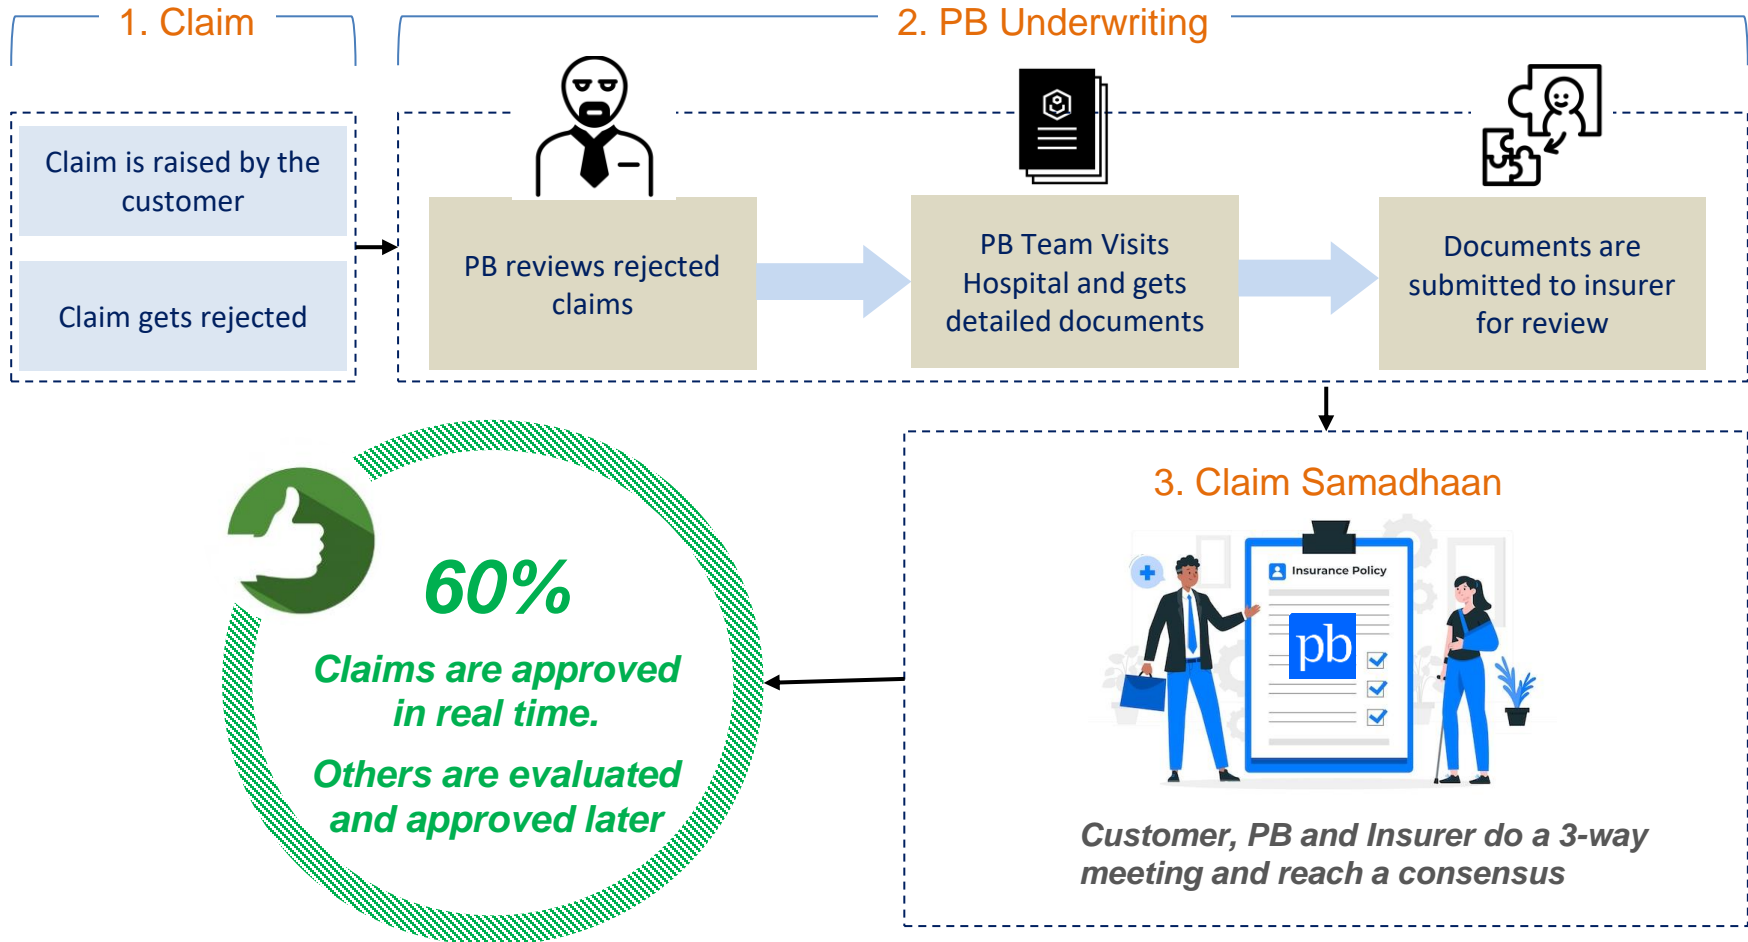 1. Claim
2. PB Underwriting
Claim is raised by the
customer
Claim gets rejected
PB reviews rejected
claims
PB Team Visits
Hospital and gets
detailed documents
Documents are
submitted to insurer
for review
3. Claim Samadhaan
Insurance Policy
pb
Customer, PB and Insurer do a 3-way
meeting and reach a consensus
60%
Claims are approved
in real time.
Others are evaluated
and approved later